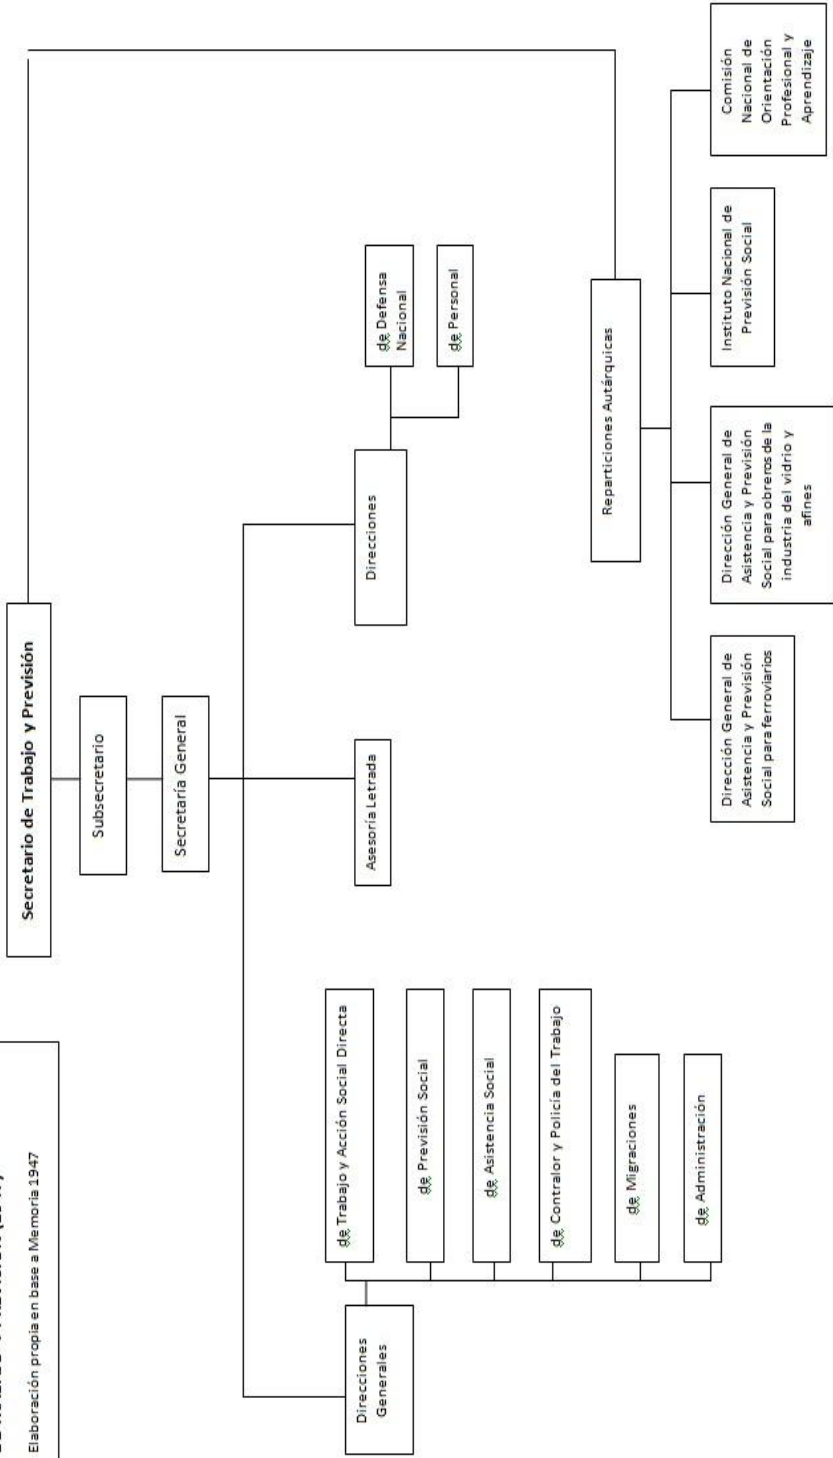 Elaboración propia en base a Memoria 1947
Secretario de Trabajo y Previsión
Subsecretario
Secretaría General
Direcciones
Generales
de Trabajo y Acción Social Directa
de Previsión Social
de Asistencia Social
de Contralor y Policía del Trabajo
de Migraciones
de Administración
Asesoría Letrada
Direcciones
de Defensa
Nacional
de Personal
Reparticiones Autárquicas
Dirección General de
Asistencia y Previsión
Social para ferroviarios
Dirección General de
Asistencia y Previsión
Social para obreros de la
industria del vidrio y
afines
Instituto Nacional de
Previsión Social
Comisión
Nacional de
Orientación
Profesional y
Aprendizaje